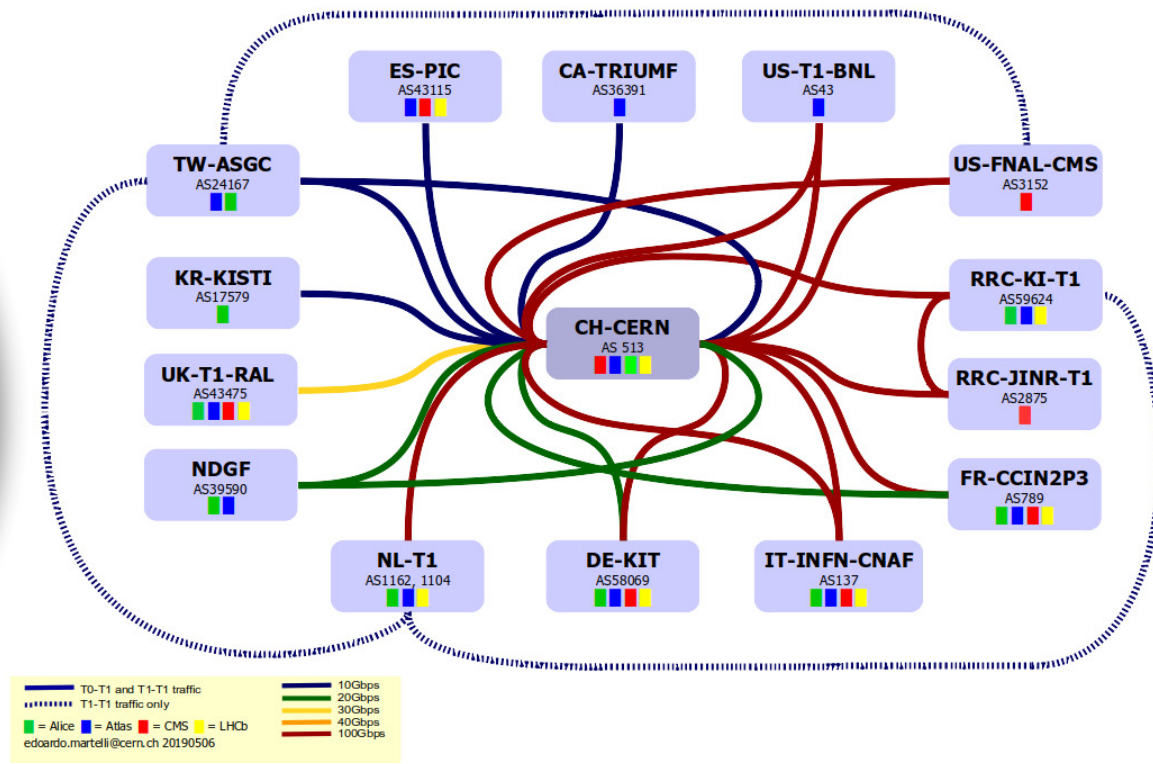 ES-PIC
AS43115
CA-TRIUMF
AS36391
US-T1-BNL
AS43
TW-ASGC
AS24167
US-FNAL-CMS
AS3152
KR-KISTI
AS17579
RRC-KI-T1
AS59624
CH-CERN
AS 513
UK-T1-RAL
AS43475
RRC-JINR-T1
AS2875
NDGF
AS39590
FR-CCIN2P3
AS789
NL-T1
AS1162, 1104
DE-KIT
AS58069
IT-INFN-CNAF
AS137
T0-T1 and T1-T1 traffic
T1-T1 traffic only
= Alice = Atlas = CMS = LHCb
edoardo.martelli@cern.ch 20190506
10Gbps
20Gbps
30Gbps
40Gbps
100Gbps